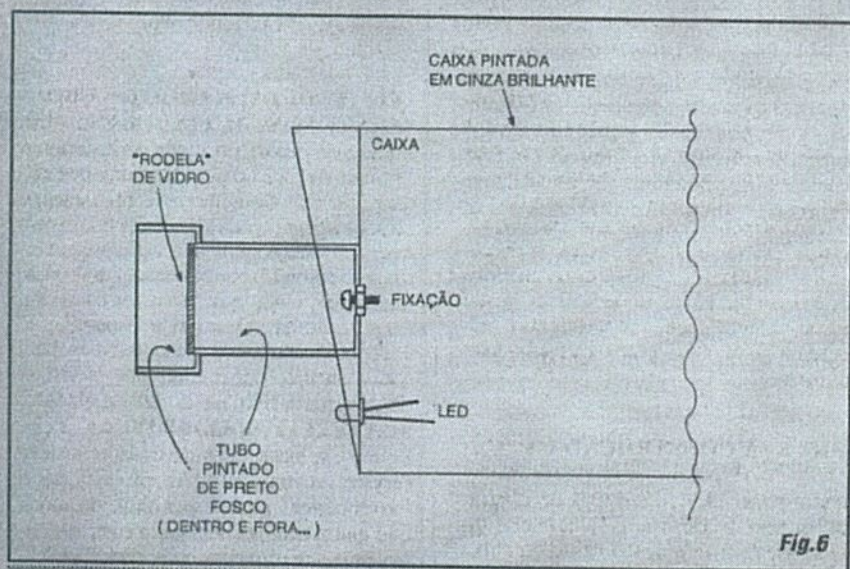 CAIXA PINTADA
EM CINZA BRILHANTE
CAIXA
"RODELA"
DE VIDRO
FIXAÇÃO
LED
TUBO
PINTADO
DE PRETO
FOSCO
(DENTRO E FORA...)
Fig.6